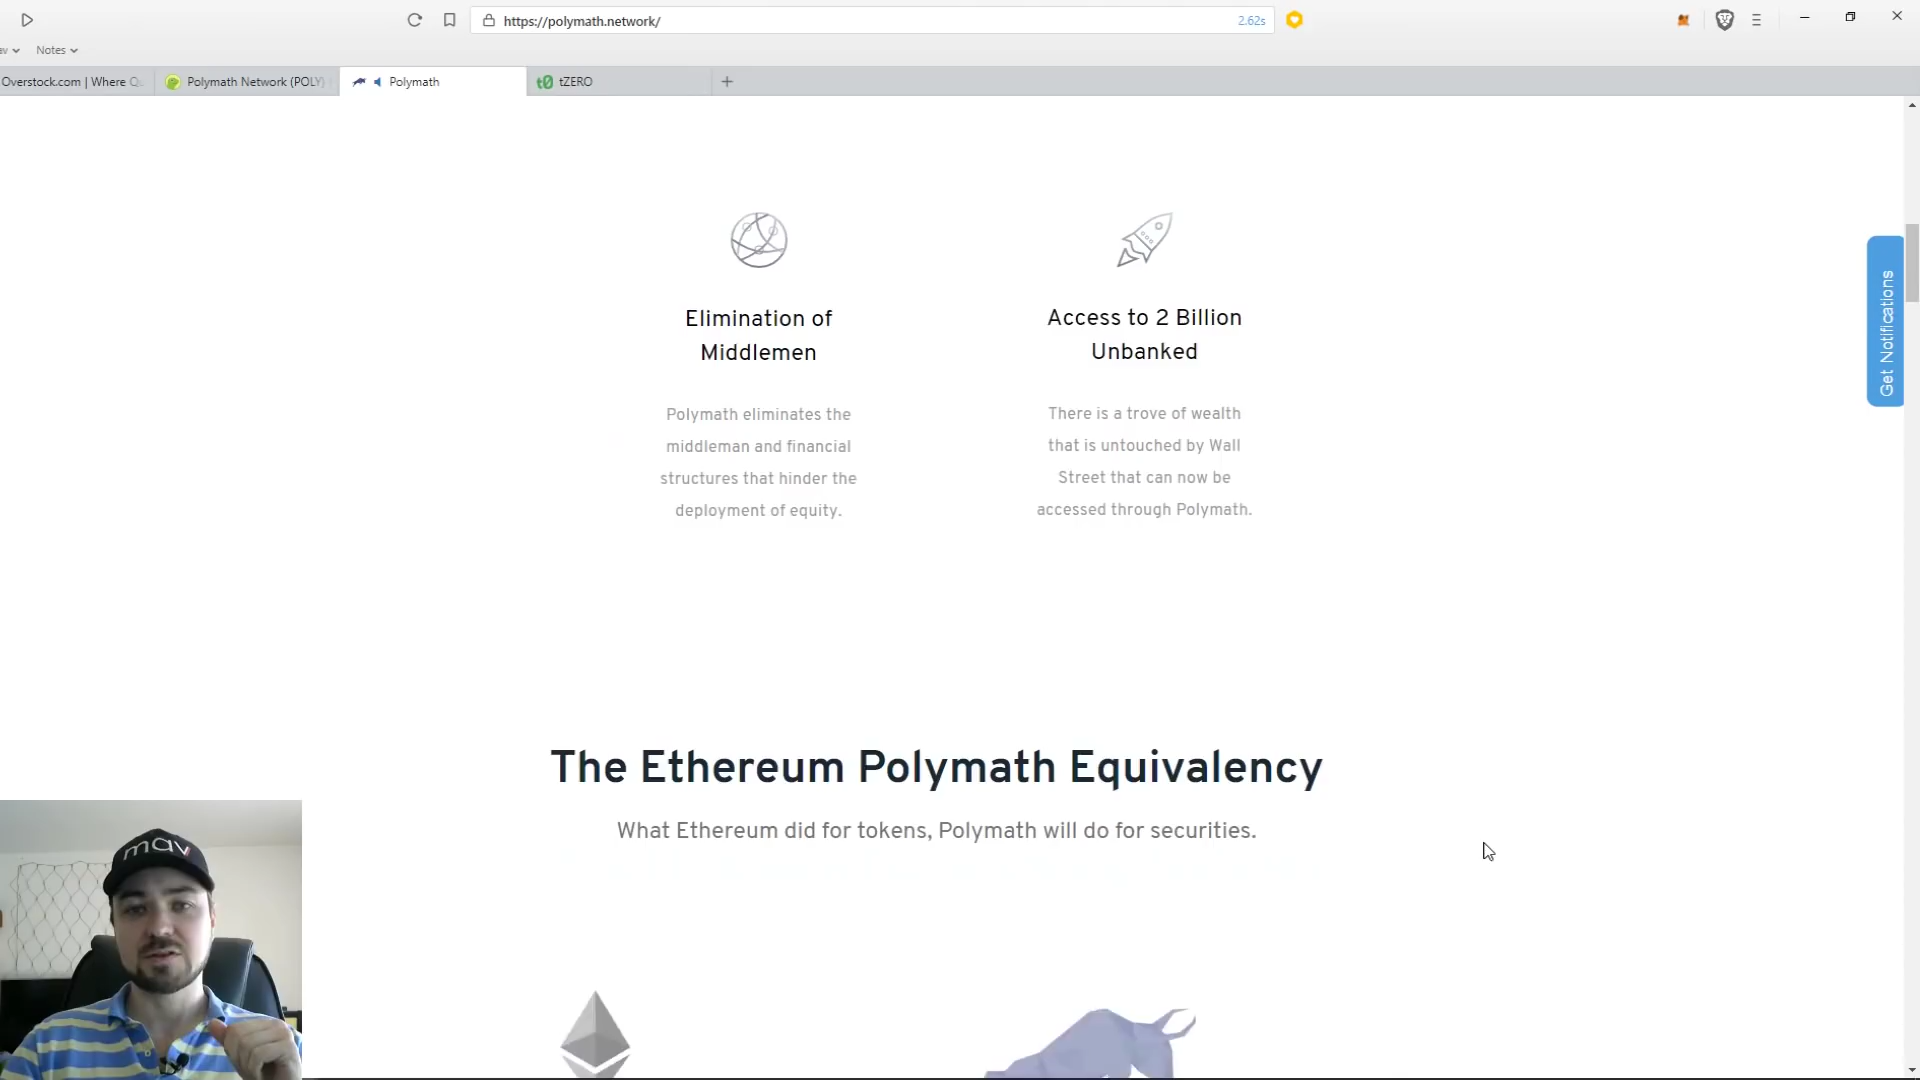 https://polymath.network/
2.62s
Notes
Overstock.com | Where
Polymath Network (POLY)
Polymath
t0 tZERO
Elimination of
Middlemen
Polymath eliminates the
middleman and financial
structures that hinder the
deployment of equity.
Access to 2 Billion
Unbanked
There is a trove of wealth
that is untouched by Wall
Street that can now be
accessed through Polymath.
Get Notifications
The Ethereum Polymath Equivalency
What Ethereum did for tokens, Polymath will do for securities.
mav